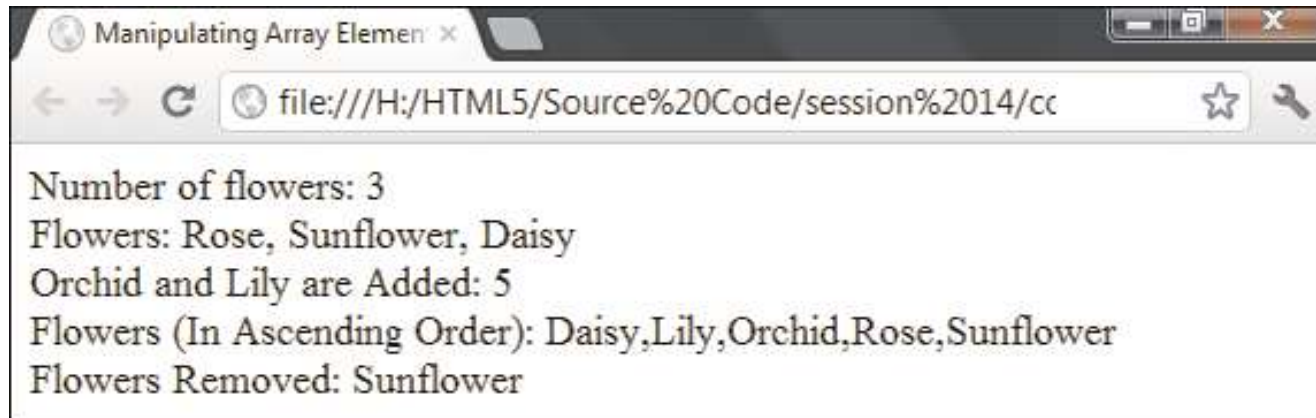 Manipulating Array Elemen
file:///H:/HTML5/Source%20Code/session%2014/cc
Number of flowers: 3
Flowers: Rose, Sunflower, Daisy
Orchid and Lily are Added: 5
Flowers (In Ascending Order): Daisy,Lily,Orchid,Rose,Sunflower
Flowers Removed: Sunflower